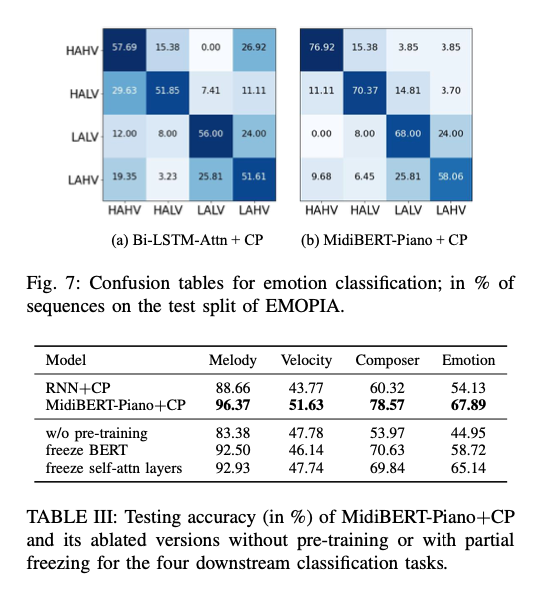 HAHV 57.69 15.38 0.00 26.92 76.92 15.38 3.85 3.85
HALV 29.63 51.85 7.41 11.11 11.11 70.37 14.81 3.70
LALV 12.00 8.00 56.00 24.00 0.00 8.00 68.00 24.00
LAHV 19.35 3.23 25.81 51.61 9.68 6.45 25.81 58.06
HAHV HALV LALV LAHV HAHV HALV LALV LAHV
(a) Bi-LSTM-Attn + CP (b) MidiBERT-Piano + CP
Fig. 7: Confusion tables for emotion classification; in % of
sequences on the test split of EMOPIA.
Model Melody Velocity Composer Emotion
RNN+CP 88.66 43.77 60.32 54.13
MidiBERT-Piano+CP 96.37 51.63 78.57 67.89
w/o pre-training 83.38 47.78 53.97 44.95
freeze BERT 92.50 46.14 70.63 58.72
freeze self-attn layers 92.93 47.74 69.84 65.14
TABLE III: Testing accuracy (in %) of MidiBERT-Piano+CP
and its ablated versions without pre-training or with partial
freezing for the four downstream classification tasks.